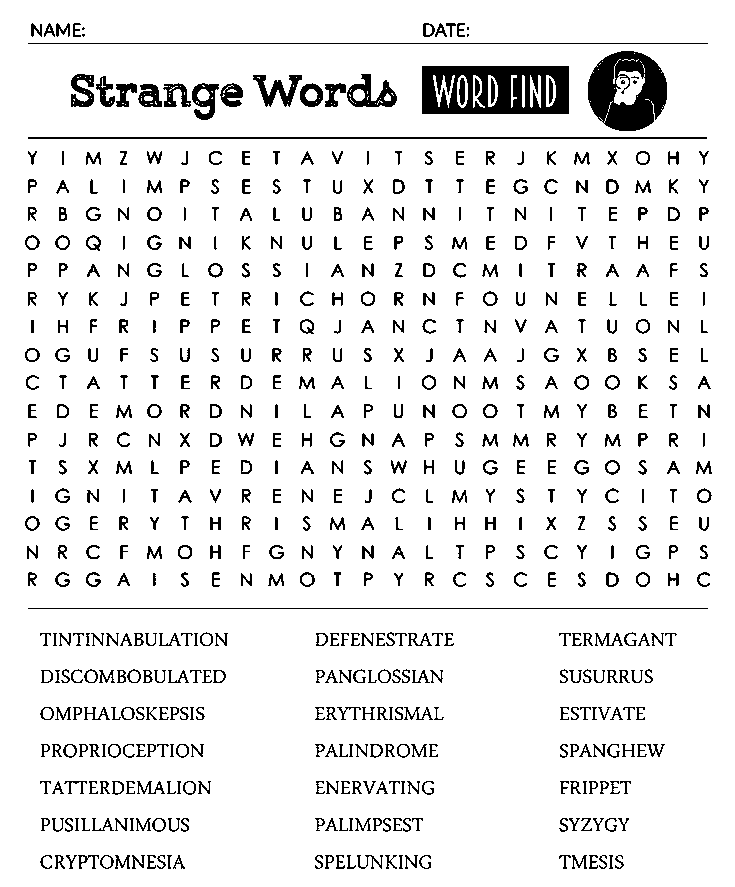 NAME: DATE:
Strange Words WORD FIND
Y I M Z W J C E T A V I T S E R J K M X O H Y
P A L I M P S E S T U X D T T E G C N D M K Y
R B G N O I T A L U B A N N I T N I T E P D P
O O Q I G N I K N U L E P S M E D F V T H E U
P P A N G L O S S I A N Z D C M I T R A A F S
R Y K J P E T R I C H O R N F O U N E L L E I
I H F R I P P E T Q J A N C T N V A T U O N L
O G U F S U S U R R U S X J A A J G X B S E L
C T A T T E R D E M A L I O N M S A O O K S A
E D E M O R D N I L A P U N O O T M Y B E T N
P J R C N X D W E H G N A P S M M R Y M P R I
T S X M L P E D I A N S W H U G E E G O S A M
I G N I T A V R E N E J C L M Y S T Y C I T O
O G E R Y T H R I S M A L I H H I X Z S S E U
N R C F M O H F G N Y N A L T P S C Y I G P S
R G G A I S E N M O T P Y R C S C E S D O H C
TINTINNABULATION DEFENESTRATE TERMAGANT
DISCOMBOBULATED PANGLOSSIAN SUSURRUS
OMPHALOSKEPSIS ERYTHRISMAL ESTIVATE
PROPRIOCEPTION PALINDROME SPANGHEW
TATTERDEMALION ENERVATING FRIPPET
PUSILLANIMOUS PALIMPSEST SYZYGY
CRYPTOMNESIA SPELUNKING TMESIS